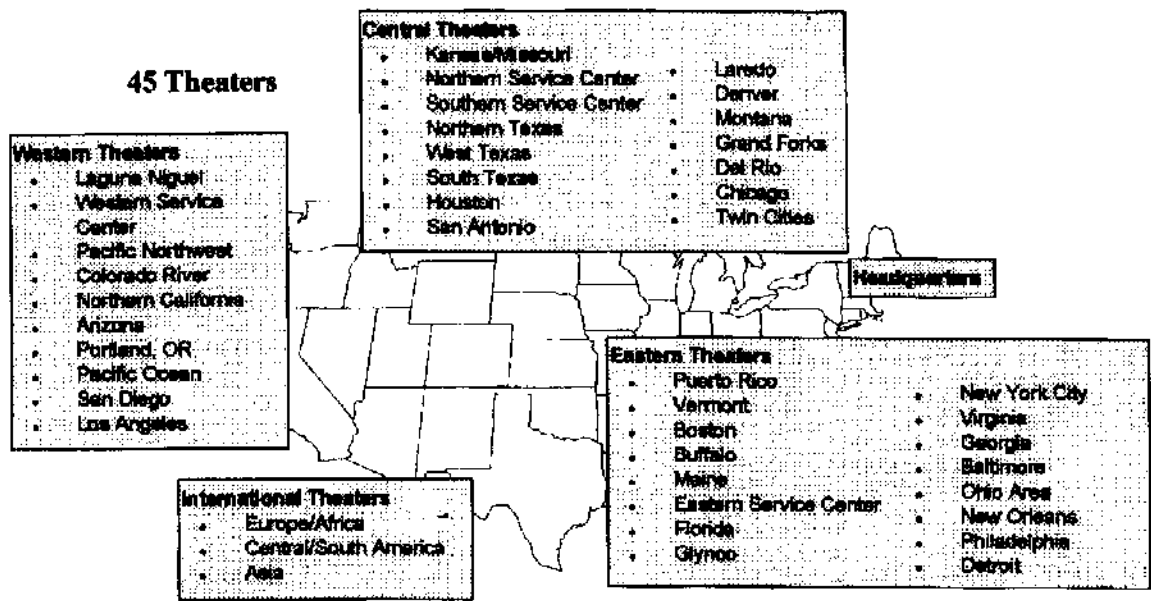 45 Theaters
Central Theaters
• Kansas/Missouri
• Northern Service Center
• Southern Service Center
• Northern Texas
• West Texas
• South Texas
• Houston
• San Antonio
• Laredo
• Denver
• Montana
• Grand Forks
• Del Rio
• Chicago
• Twin Cities
Western Theaters
• Laguna Niguel
• Western Service
Center
• Pacific Northwest
• Colorado River
• Northern California
• Arizona
• Portland, OR
• Pacific Ocean
• San Diego
• Los Angeles
Headquarters
Eastern Theaters
• Puerto Rico
• Vermont
• Boston
• Buffalo
• Maine
• Eastern Service Center
• Florida
• Glynco
• New York City
• Virginia
• Georgia
• Baltimore
• Ohio Area
• New Orleans
• Philadelphia
• Detroit
International Theaters
• Europe/Africa
• Central/South America
• Asia